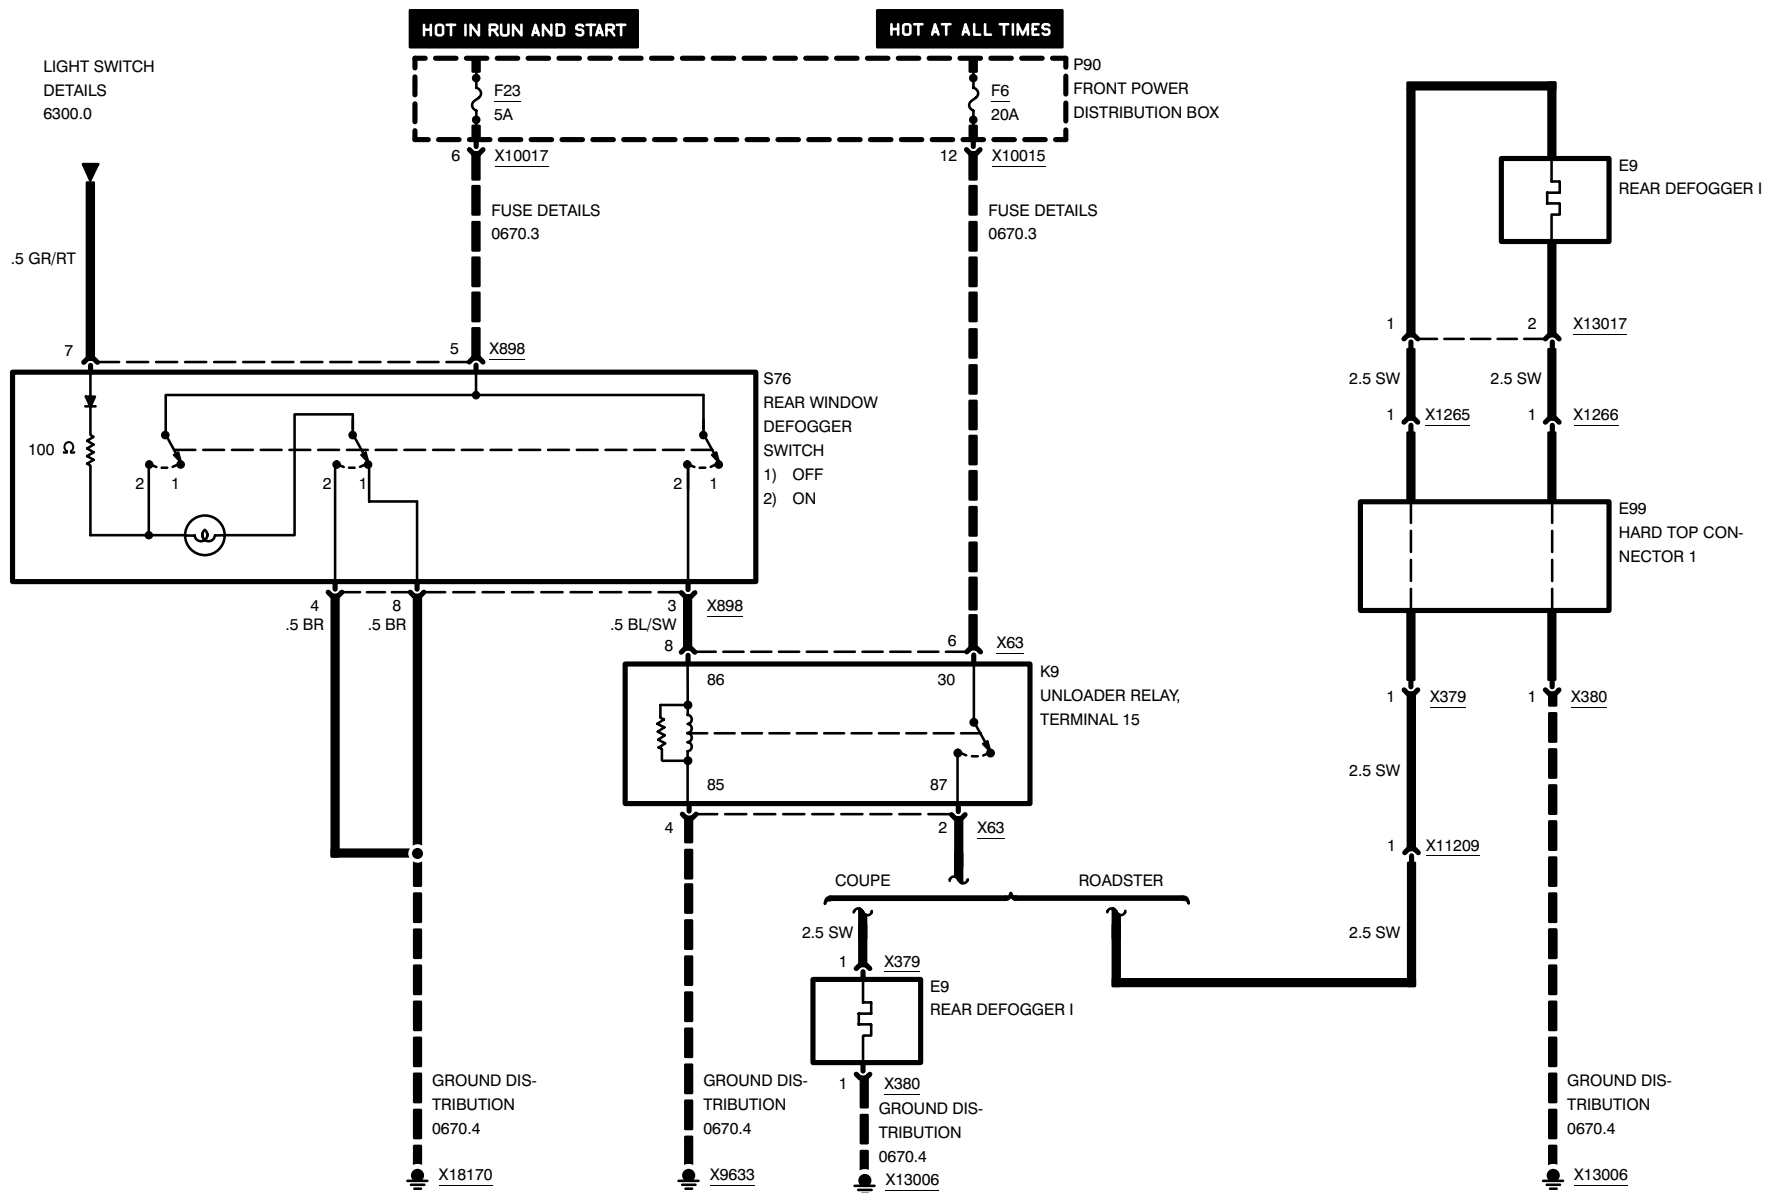 HOT IN RUN AND START
HOT AT ALL TIMES
LIGHT SWITCH
DETAILS
6300.0
F23
5A
F6
20A
P90
FRONT POWER
DISTRIBUTION BOX
6
X10017
12
X10015
FUSE DETAILS
0670.3
FUSE DETAILS
0670.3
E9
REAR DEFOGGER I
.5 GR/RT
1
2
X13017
7
5
X898
2.5 SW
2.5 SW
1
X1265
1
X1266
S76
REAR WINDOW
DEFOGGER
SWITCH
1) OFF
2) ON
100 Ω
2
1
2
1
2
1
E99
HARD TOP CON-
NECTOR 1
4
8
3
X898
.5 BR
.5 BR
.5 BL/SW
8
6
X63
86
30
K9
UNLOADER RELAY,
TERMINAL 15
85
87
1
X379
1
X380
2.5 SW
4
2
X63
1
X11209
COUPE
ROADSTER
2.5 SW
2.5 SW
1
X379
E9
REAR DEFOGGER I
1
X380
GROUND DIS-
TRIBUTION
0670.4
GROUND DIS-
TRIBUTION
0670.4
GROUND DIS-
TRIBUTION
0670.4
GROUND DIS-
TRIBUTION
0670.4
X18170
X9633
X13006
X13006